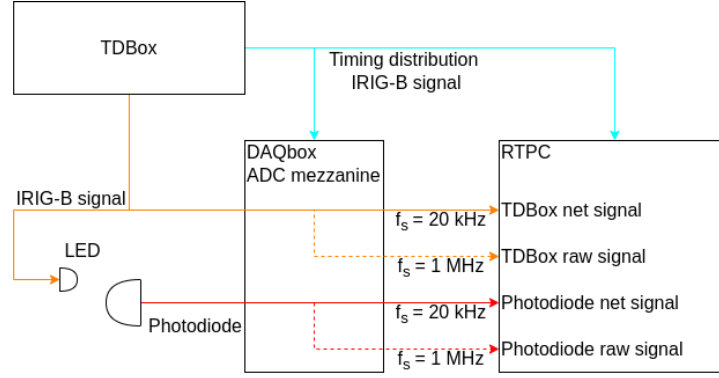 TDBox
Timing distribution
IRIG-B signal
DAQbox
ADC mezzanine
RTPC
IRIG-B signal
TDBox net signal
fs = 20 kHz
LED
TDBox raw signal
fs = 1 MHz
Photodiode net signal
fs = 20 kHz
Photodiode
Photodiode raw signal
fs = 1 MHz